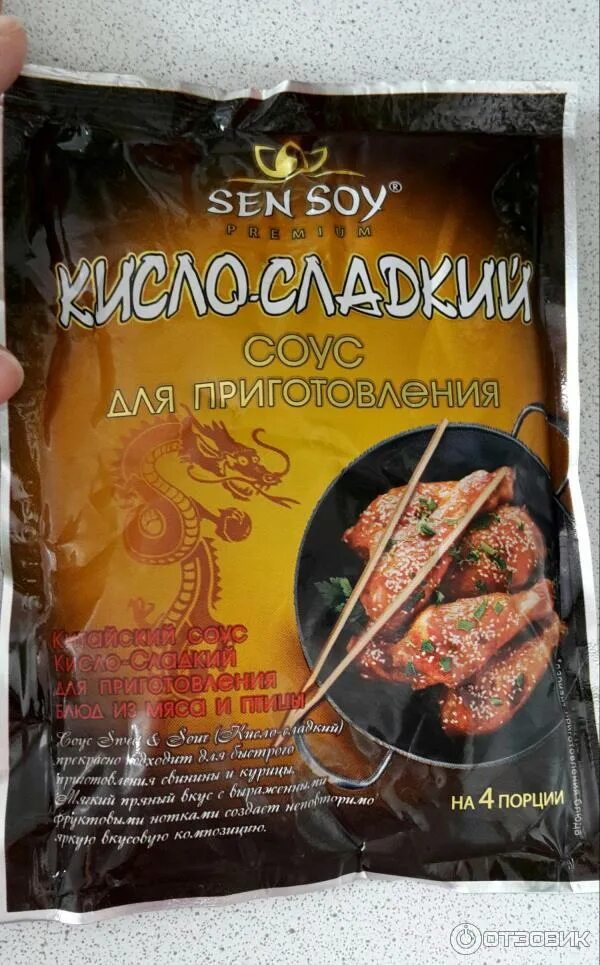 SEN SOY®
PREMIUM
КИСЛО-СЛАДКИЙ
СОУС
ДЛЯ ПРИГОТОВЛЕНИЯ
Китайский соус
Кисло-Сладкий
для приготовления
блюд из мяса и птицы
Соус Sweet & Sour (Кисло-сладкий)
прекрасно подходит для быстрого
приготовления свинины и курицы.
Мягкий пряный вкус с выраженными
фруктовыми нотками создает неповторимо
яркую вкусовую композицию.
НА 4 ПОРЦИИ
ОТЗОВИК